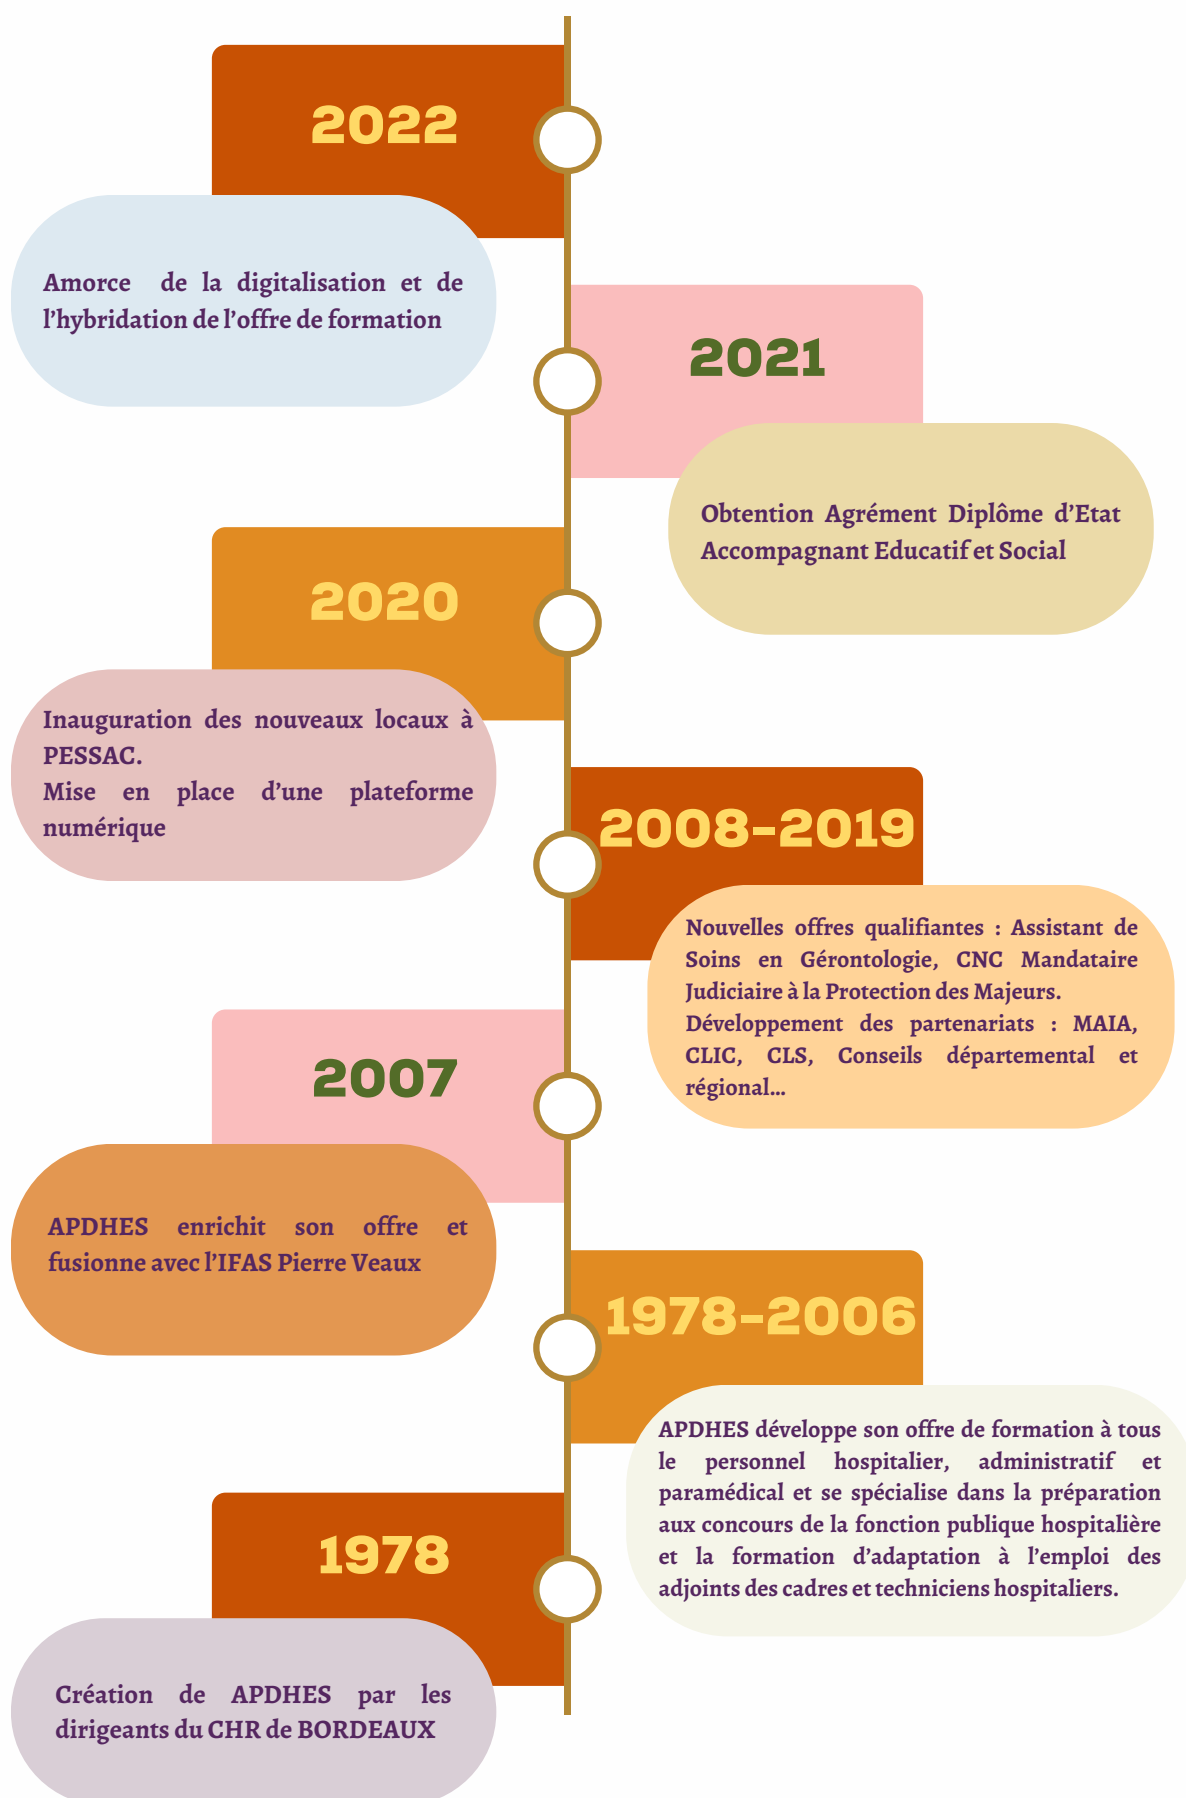 2022
Amorce de la digitalisation et de
l’hybridation de l’offre de formation
2021
Obtention Agrément Diplôme d’Etat
Accompagnant Educatif et Social
2020
Inauguration des nouveaux locaux à
PESSAC.
Mise en place d’une plateforme
numérique
2008-2019
Nouvelles offres qualifiantes : Assistant de
Soins en Gérontologie, CNC Mandataire
Judiciaire à la Protection des Majeurs.
Développement des partenariats : MAIA,
CLIC, CLS, Conseils départemental et
régional...
2007
APDHES enrichit son offre et
fusionne avec l’IFAS Pierre Veaux
1978-2006
APDHES développe son offre de formation à tous
le personnel hospitalier, administratif et
paramédical et se spécialise dans la préparation
aux concours de la fonction publique hospitalière
et la formation d’adaptation à l’emploi des
adjoints des cadres et techniciens hospitaliers.
1978
Création de APDHES par les
dirigeants du CHR de BORDEAUX